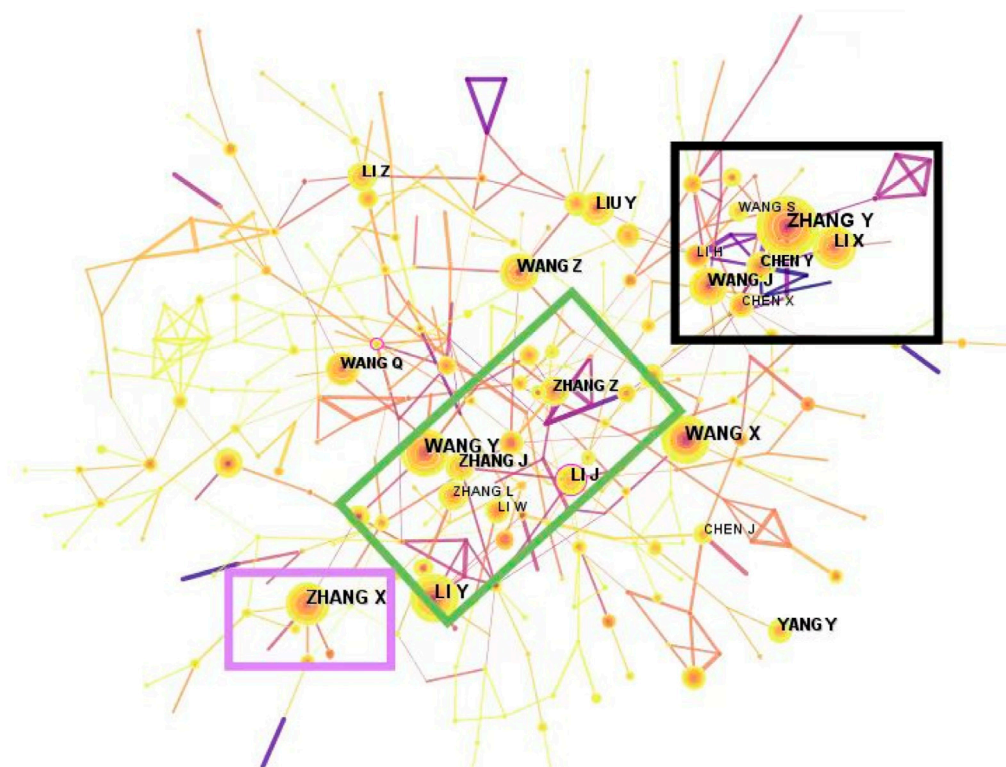 LI Z
LIU Y
WANG S
ZHANG Y
LI X
LI H
CHEN Y
WANG Z
WANG J
CHEN X
WANG Q
ZHANG Z
WANG X
WANG Y
ZHANG J
LI J
ZHANG L
LI W
CHEN J
LI Y
ZHANG X
YANG Y